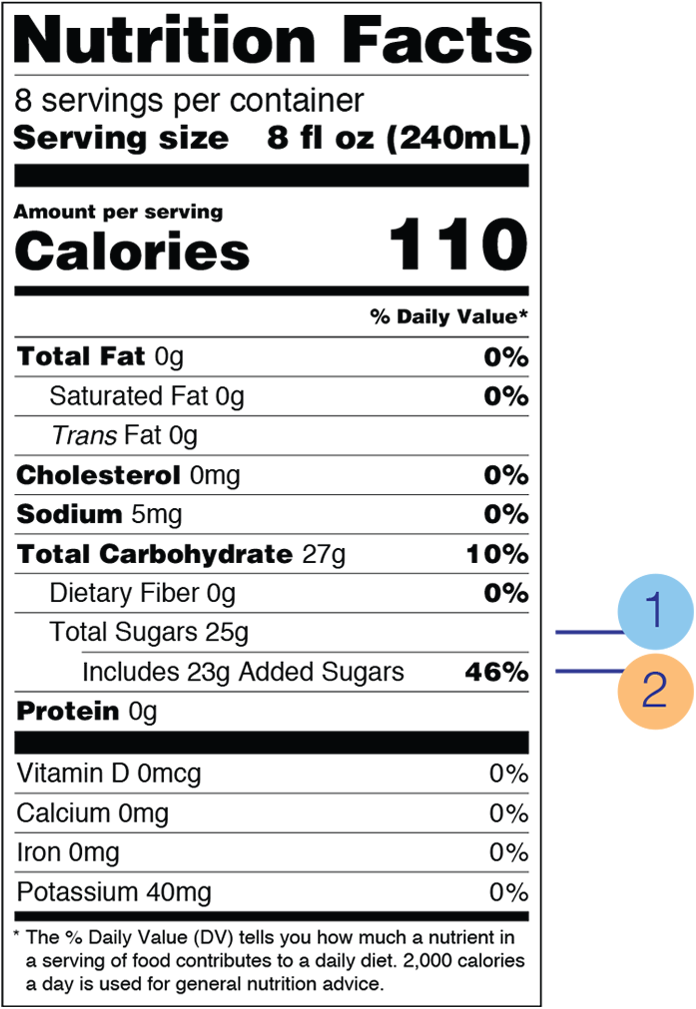 Nutrition Facts
8 servings per container
Serving size 8 fl oz (240mL)
Amount per serving
Calories 110
% Daily Value*
Total Fat 0g 0%
Saturated Fat 0g 0%
Trans Fat 0g
Cholesterol 0mg 0%
Sodium 5mg 0%
Total Carbohydrate 27g 10%
Dietary Fiber 0g 0%
Total Sugars 25g 1
Includes 23g Added Sugars 46% 2
Protein 0g
Vitamin D 0mcg 0%
Calcium 0mg 0%
Iron 0mg 0%
Potassium 40mg 0%
* The % Daily Value (DV) tells you how much a nutrient in
a serving of food contributes to a daily diet. 2,000 calories
a day is used for general nutrition advice.